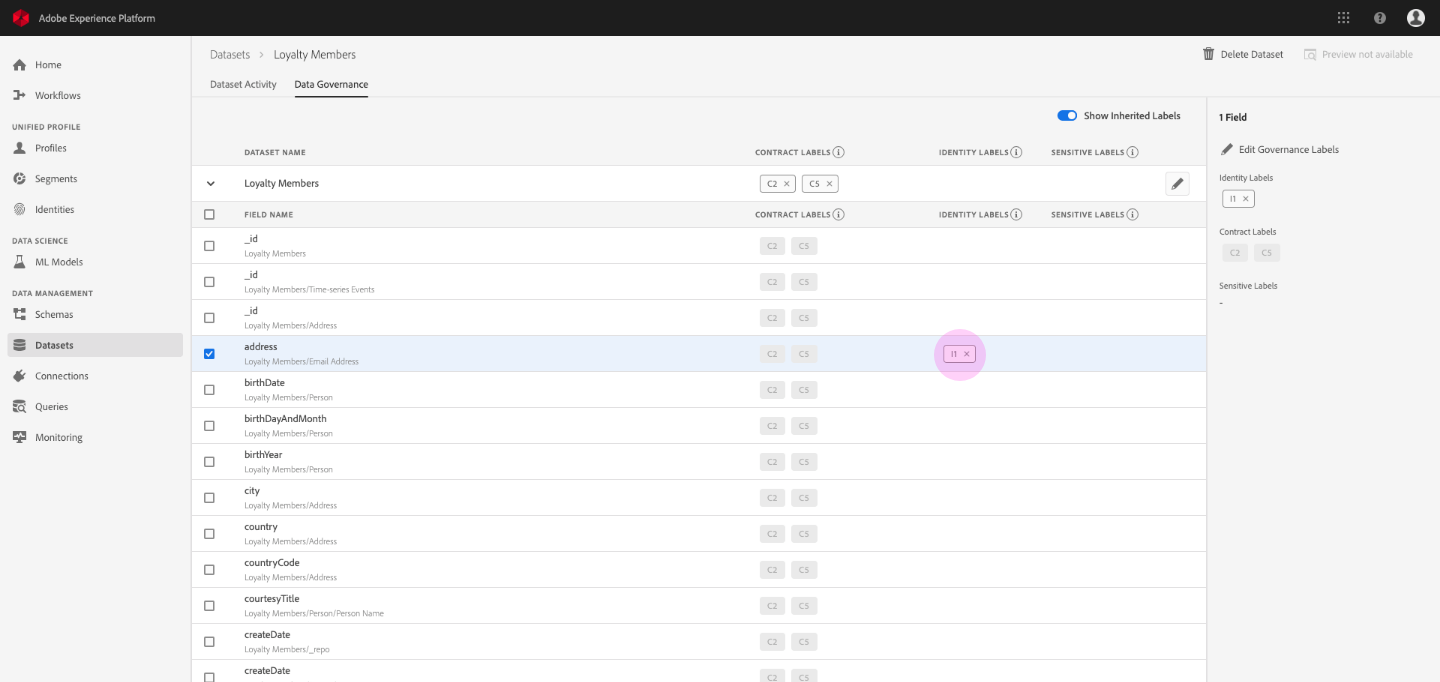 Adobe Experience Platform
Home
Workflows
UNIFIED PROFILE
Profiles
Segments
Identities
DATA SCIENCE
ML Models
DATA MANAGEMENT
Schemas
Datasets
Connections
Queries
Monitoring
Datasets > Loyalty Members
Delete Dataset
Preview not available
Dataset Activity Data Governance
Show Inherited Labels
DATASET NAME CONTRACT LABELS IDENTITY LABELS SENSITIVE LABELS
Loyalty Members C2 × C5 ×
FIELD NAME CONTRACT LABELS IDENTITY LABELS SENSITIVE LABELS
_id C2 C5
Loyalty Members
_id C2 C5
Loyalty Members/Time-series Events
_id C2 C5
Loyalty Members/Address
address C2 C5 I1 ×
Loyalty Members/Email Address
birthDate C2 C5
Loyalty Members/Person
birthDayAndMonth C2 C5
Loyalty Members/Person
birthYear C2 C5
Loyalty Members/Person
city C2 C5
Loyalty Members/Address
country C2 C5
Loyalty Members/Address
countryCode C2 C5
Loyalty Members/Address
courtesyTitle C2 C5
Loyalty Members/Person/Person Name
createDate C2 C5
Loyalty Members/_repo
createDate C2 C5
1 Field
Edit Governance Labels
Identity Labels
I1 ×
Contract Labels
C2 C5
Sensitive Labels
-